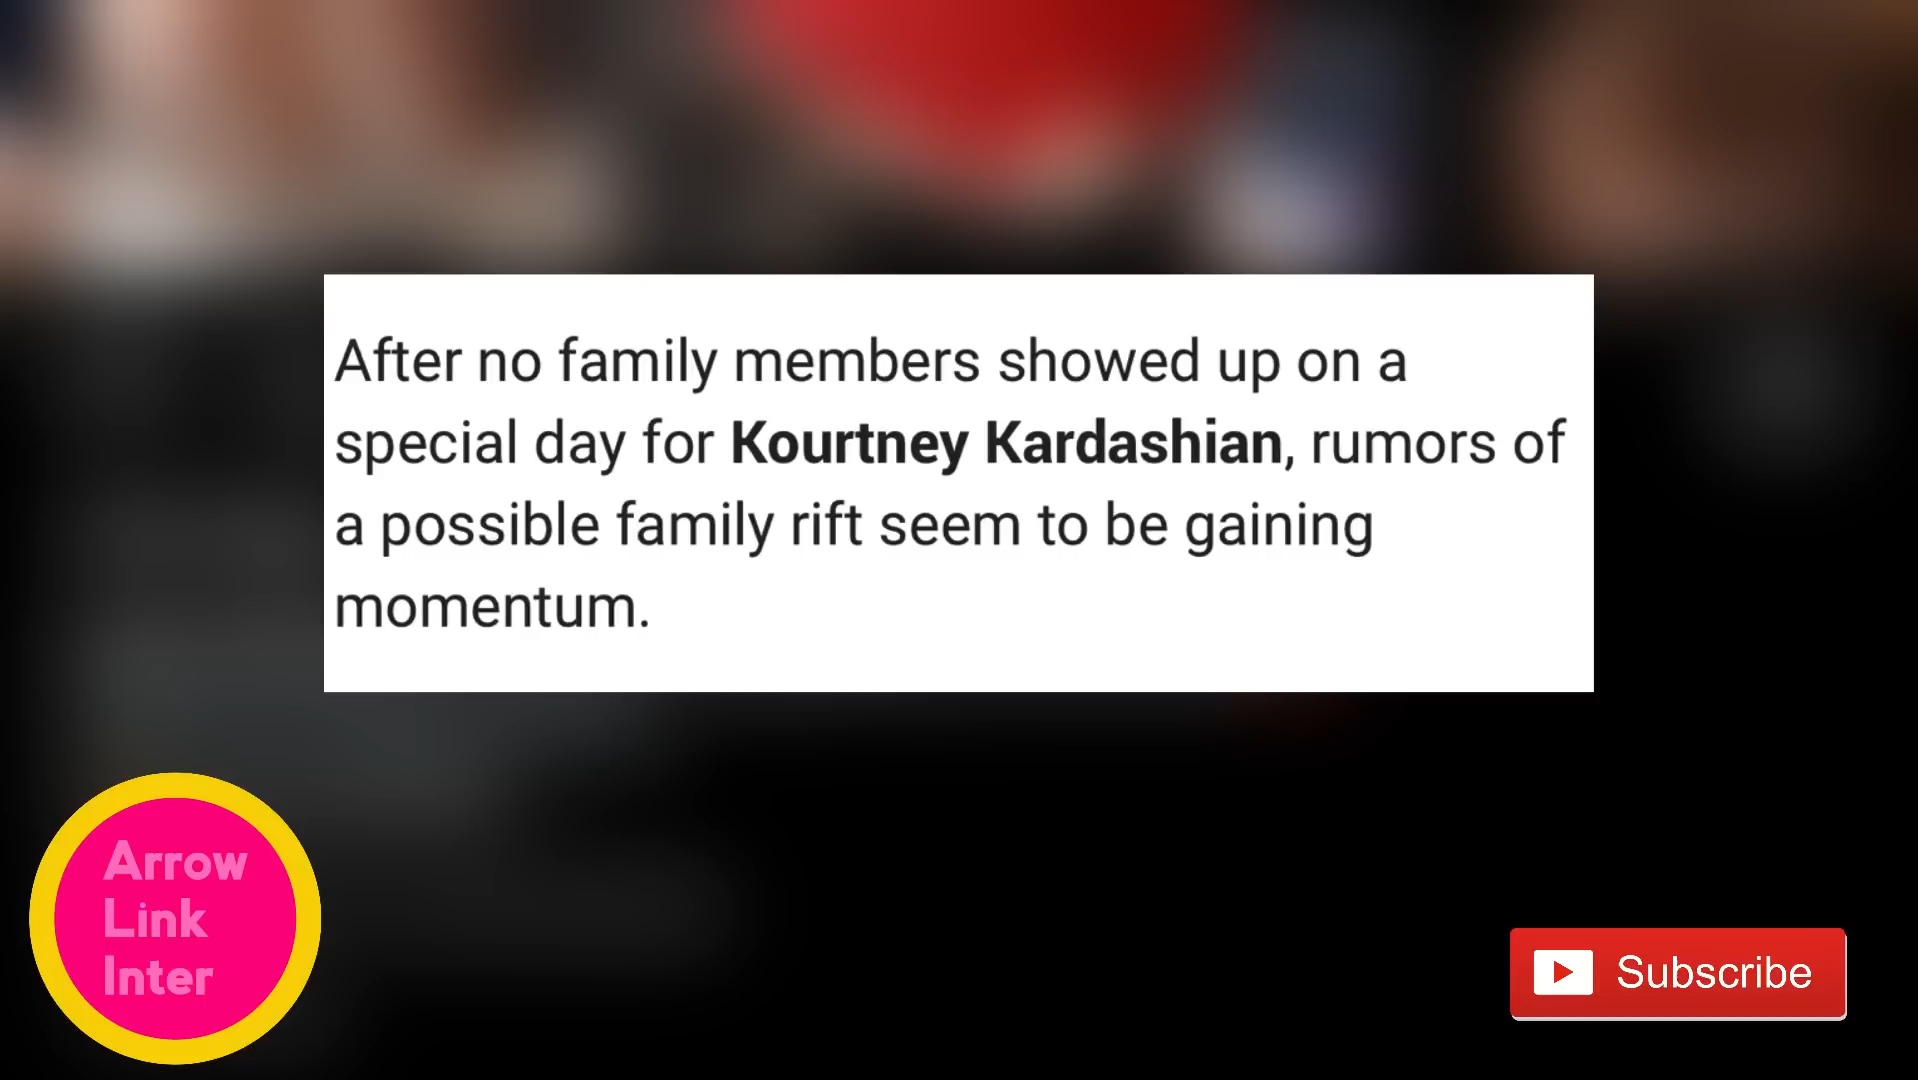 After no family members showed up on a
special day for Kourtney Kardashian, rumors of
a possible family rift seem to be gaining
momentum.
Arrow
Link
Inter
Subscribe